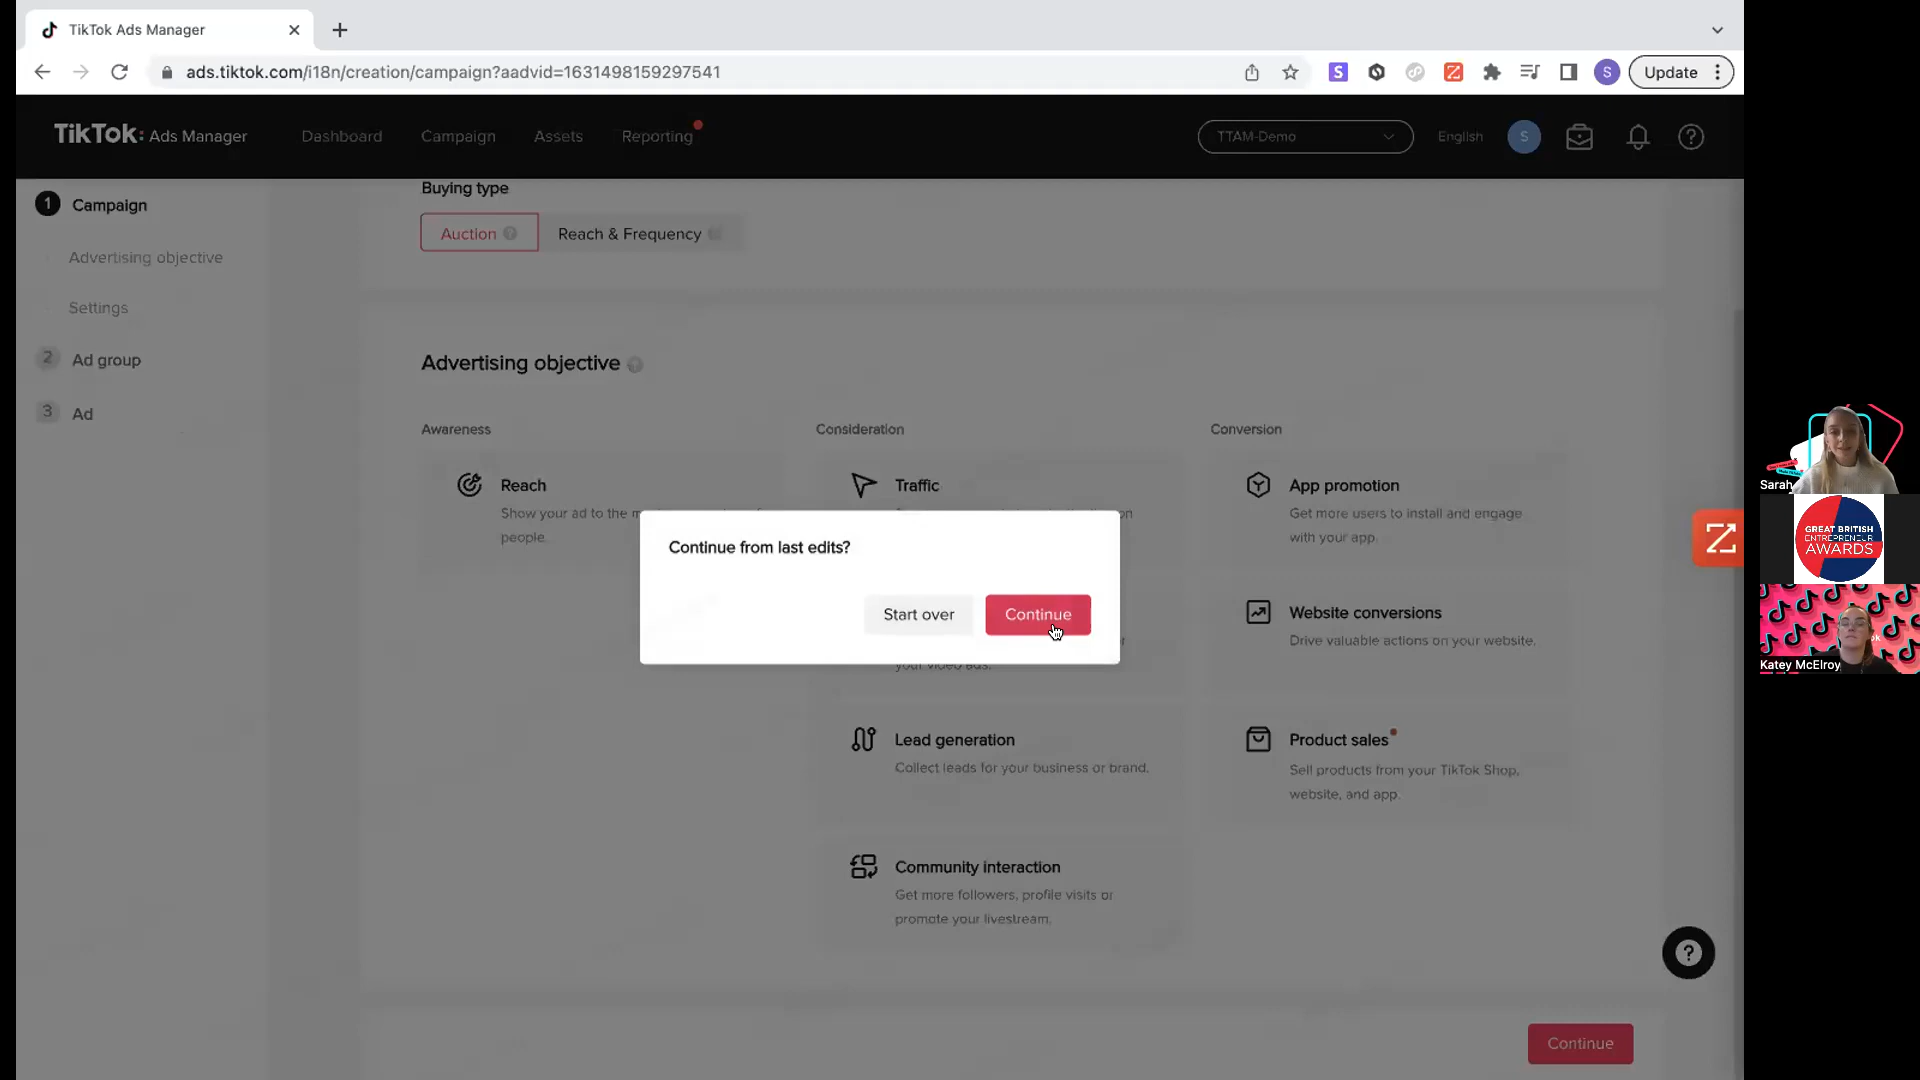 TikTok Ads Manager
ads.tiktok.com/i18n/creation/campaign?aadvid=1631498159297541
S
S
Update
TikTok: Ads Manager
Dashboard
Campaign
Assets
Reporting
TTAM-Demo
English
S
1 Campaign
Advertising objective
Settings
2 Ad group
3 Ad
Buying type
Auction
Reach & Frequency
Advertising objective
Awareness
Reach
Show your ad to the
people.
Consideration
Traffic
on
your video ads.
Lead generation
Collect leads for your business or brand.
Community interaction
Get more followers, profile visits or
promote your livestream.
Conversion
App promotion
Get more users to install and engage
with your app.
Website conversions
Drive valuable actions on your website.
Product sales
Sell products from your TikTok Shop,
website, and app.
Continue from last edits?
Start over
Continue
Continue
Sarah
GREAT BRITISH
ENTREPRENEUR
AWARDS
Katey McElroy